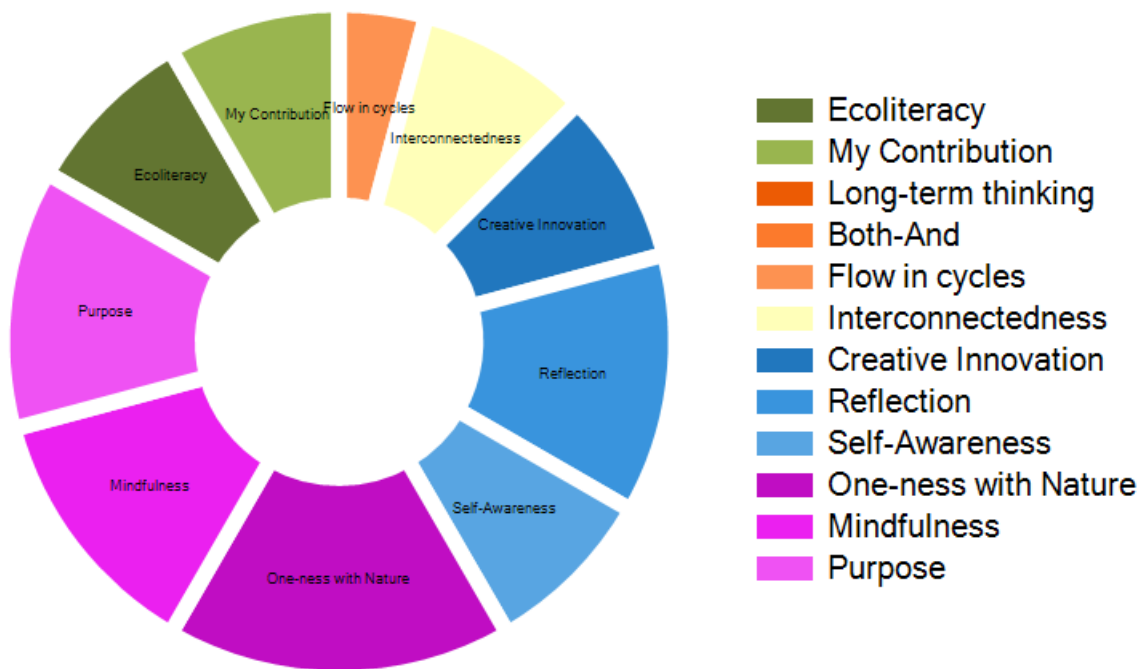 Flow in cycles
My Contribution
Interconnectedness
Ecoliteracy
Creative Innovation
Purpose
Reflection
Mindfulness
Self-Awareness
One-ness with Nature
Ecoliteracy
My Contribution
Long-term thinking
Both-And
Flow in cycles
Interconnectedness
Creative Innovation
Reflection
Self-Awareness
One-ness with Nature
Mindfulness
Purpose